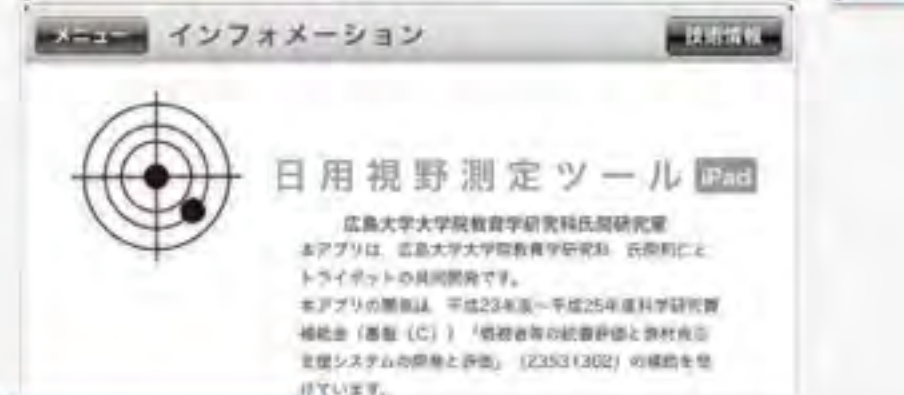 メニュー インフォメーション 技術情報
日用視野測定ツール iPad
広島大学大学院教育学研究科氏間研究室
本アプリは、広島大学大学院教育学研究科 氏間和仁と
トライポットの共同開発です。
本アプリの開発は、平成23年度〜平成25年度科学研究費
補助金（基盤（C））「弱視者等の読書評価と教材
支援システムの開発と評価」（23531302）の補助を受
けています。